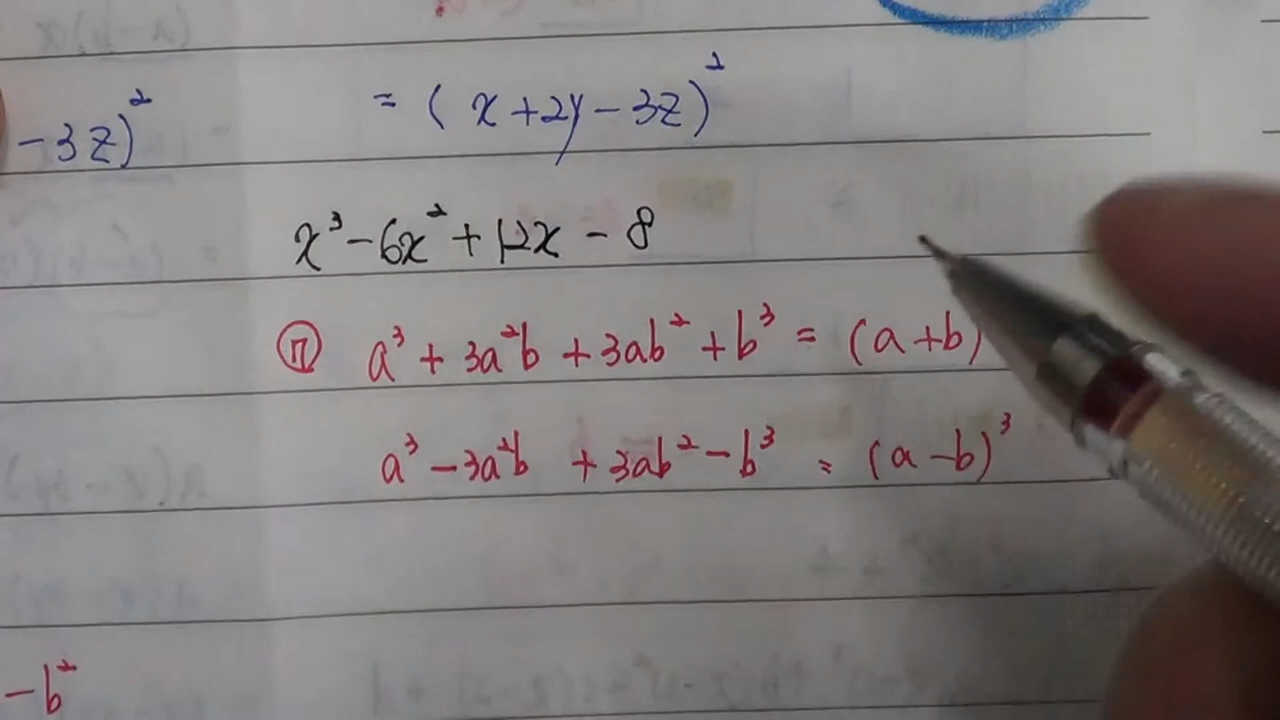 -3z)²
= (x+2y-3z)²
x³-6x²+12x-8
a³+3a²b+3ab²+b³ = (a+b)
a³-3a²b+3ab²-b³ = (a-b)³
-b²